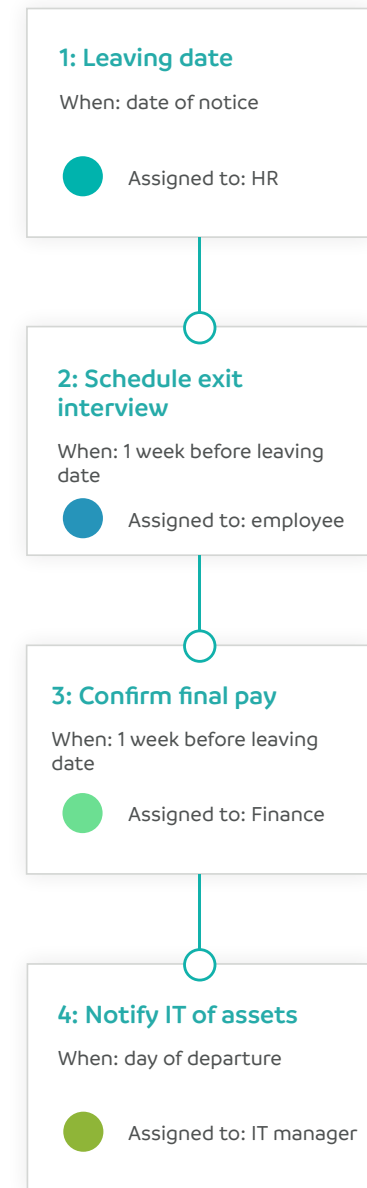 1: Leaving date
When: date of notice
Assigned to: HR
2: Schedule exit
interview
When: 1 week before leaving
date
Assigned to: employee
3: Confirm final pay
When: 1 week before leaving
date
Assigned to: Finance
4: Notify IT of assets
When: day of departure
Assigned to: IT manager